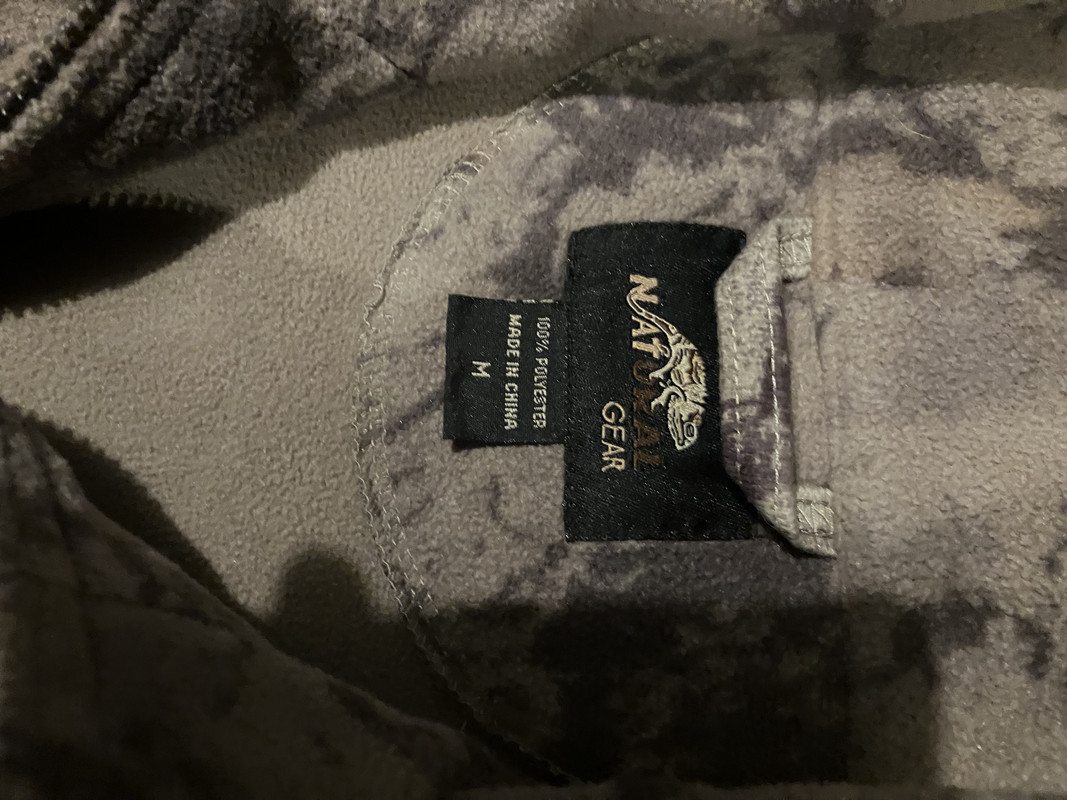 NATURAL
GEAR
100% POLYESTER
MADE IN CHINA
M